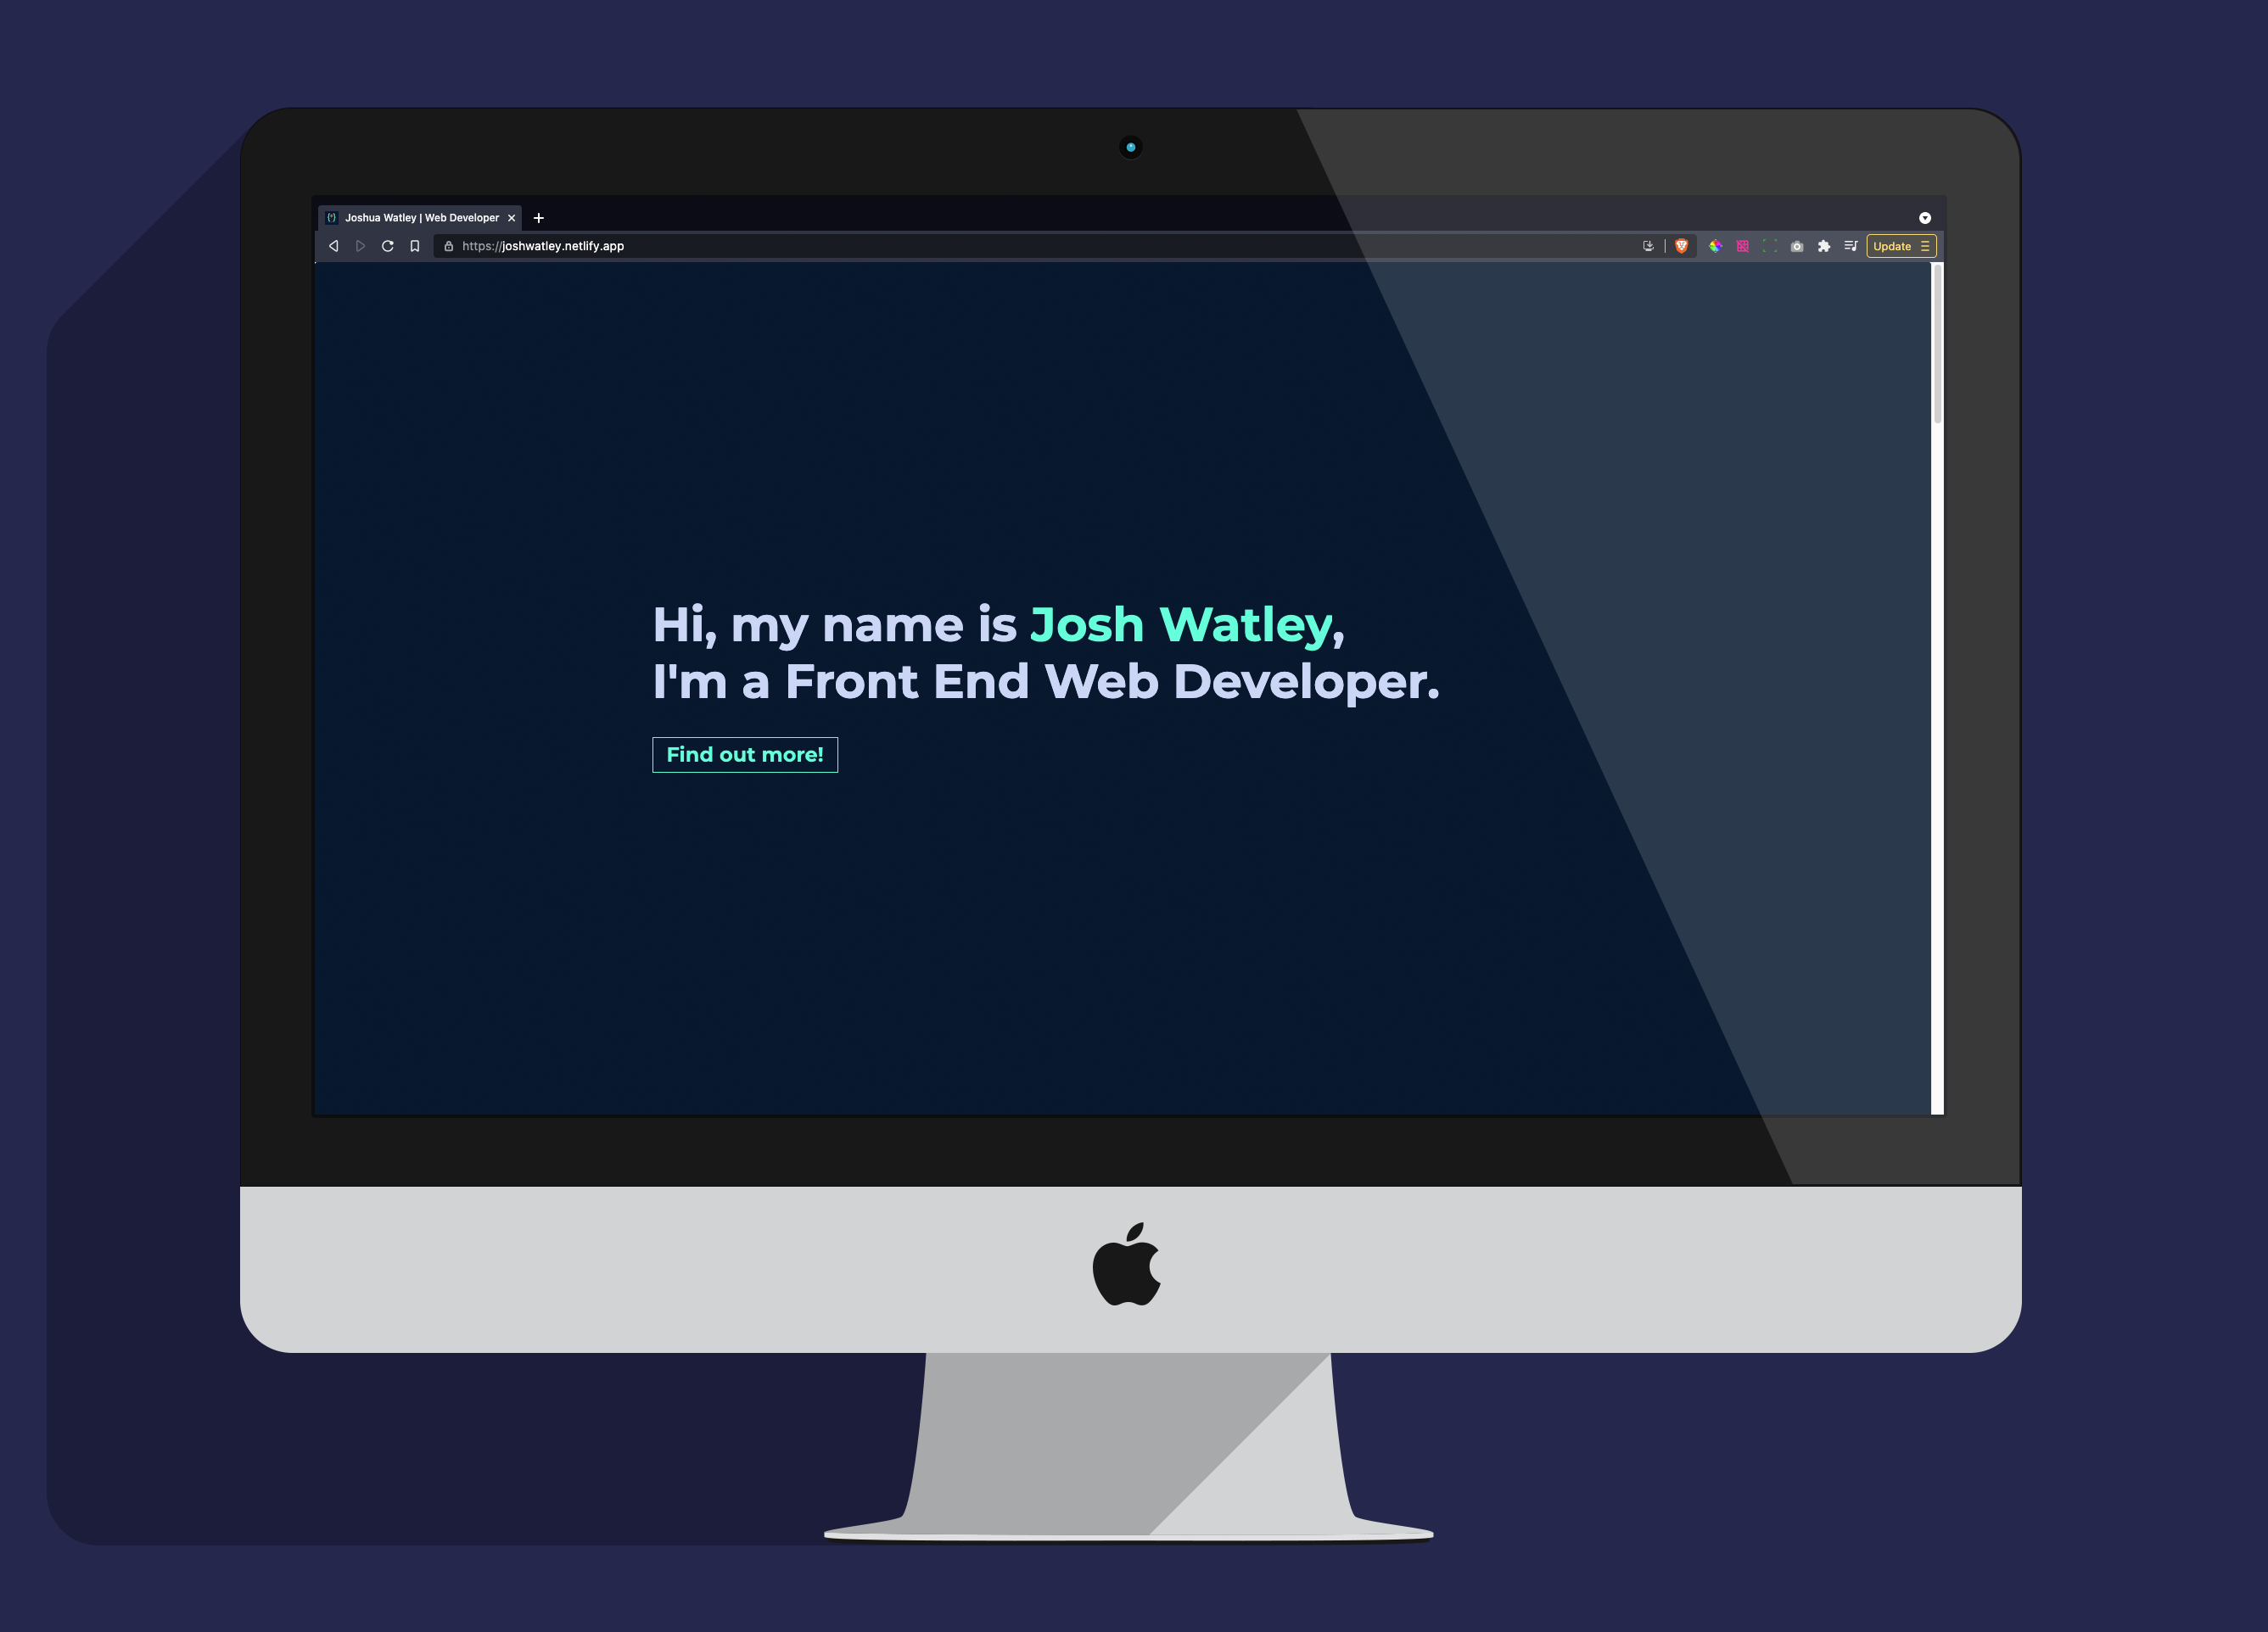 Joshua Watley | Web Developer
https://joshwatley.netlify.app
Update
Hi, my name is Josh Watley,
I'm a Front End Web Developer.
Find out more!